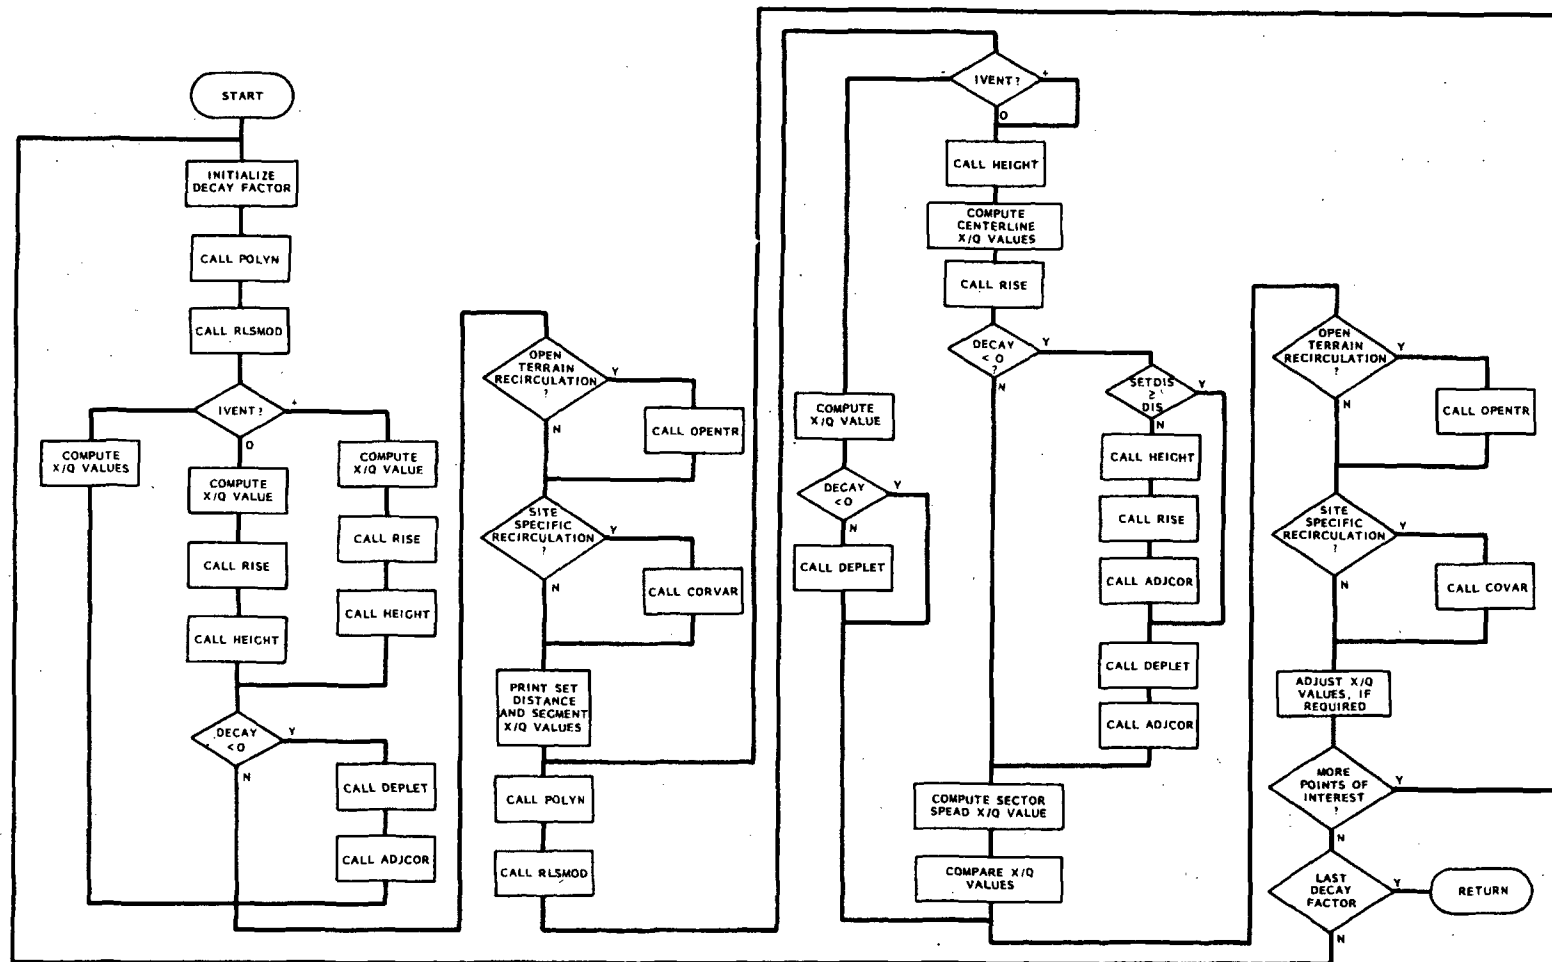 START
INITIALIZE
DECAY FACTOR
CALL POLYN
CALL RLSMOD
IVENT?
+
O
COMPUTE
X/Q VALUES
COMPUTE
X/Q VALUE
COMPUTE
X/Q VALUE
CALL RISE
CALL RISE
CALL HEIGHT
CALL HEIGHT
DECAY
<O
Y
N
CALL DEPLET
CALL ADJCOR
OPEN
TERRAIN
RECIRCULATION
?
Y
N
CALL OPENTR
SITE
SPECIFIC
RECIRCULATION
?
Y
N
CALL CORVAR
PRINT SET
DISTANCE
AND SEGMENT
X/Q VALUES
CALL POLYN
CALL RLSMOD
IVENT?
-
+
O
CALL HEIGHT
COMPUTE
CENTERLINE
X/Q VALUES
CALL RISE
DECAY
< O
?
Y
N
SETDIS
≥
DIS
Y
N
CALL HEIGHT
CALL RISE
CALL ADJCOR
CALL DEPLET
CALL ADJCOR
COMPUTE
X/Q VALUE
DECAY
<O
Y
N
CALL DEPLET
COMPUTE SECTOR
SPEAD X/Q VALUE
COMPARE X/Q
VALUES
OPEN
TERRAIN
RECIRCULATION
?
Y
N
CALL OPENTR
SITE
SPECIFIC
RECIRCULATION
?
Y
N
CALL COVAR
ADJUST X/Q
VALUES, IF
REQUIRED
MORE
POINTS OF
INTEREST
?
Y
N
LAST
DECAY
FACTOR
Y
N
RETURN